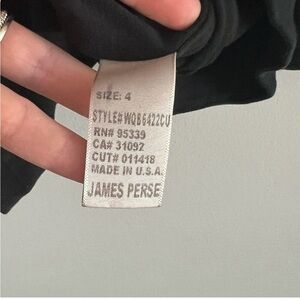 SIZE: 4
STYLE# WQB6422CU
RN# 95339
CA# 31092
CUT# 011418
MADE IN U.S.A.
JAMES PERSE